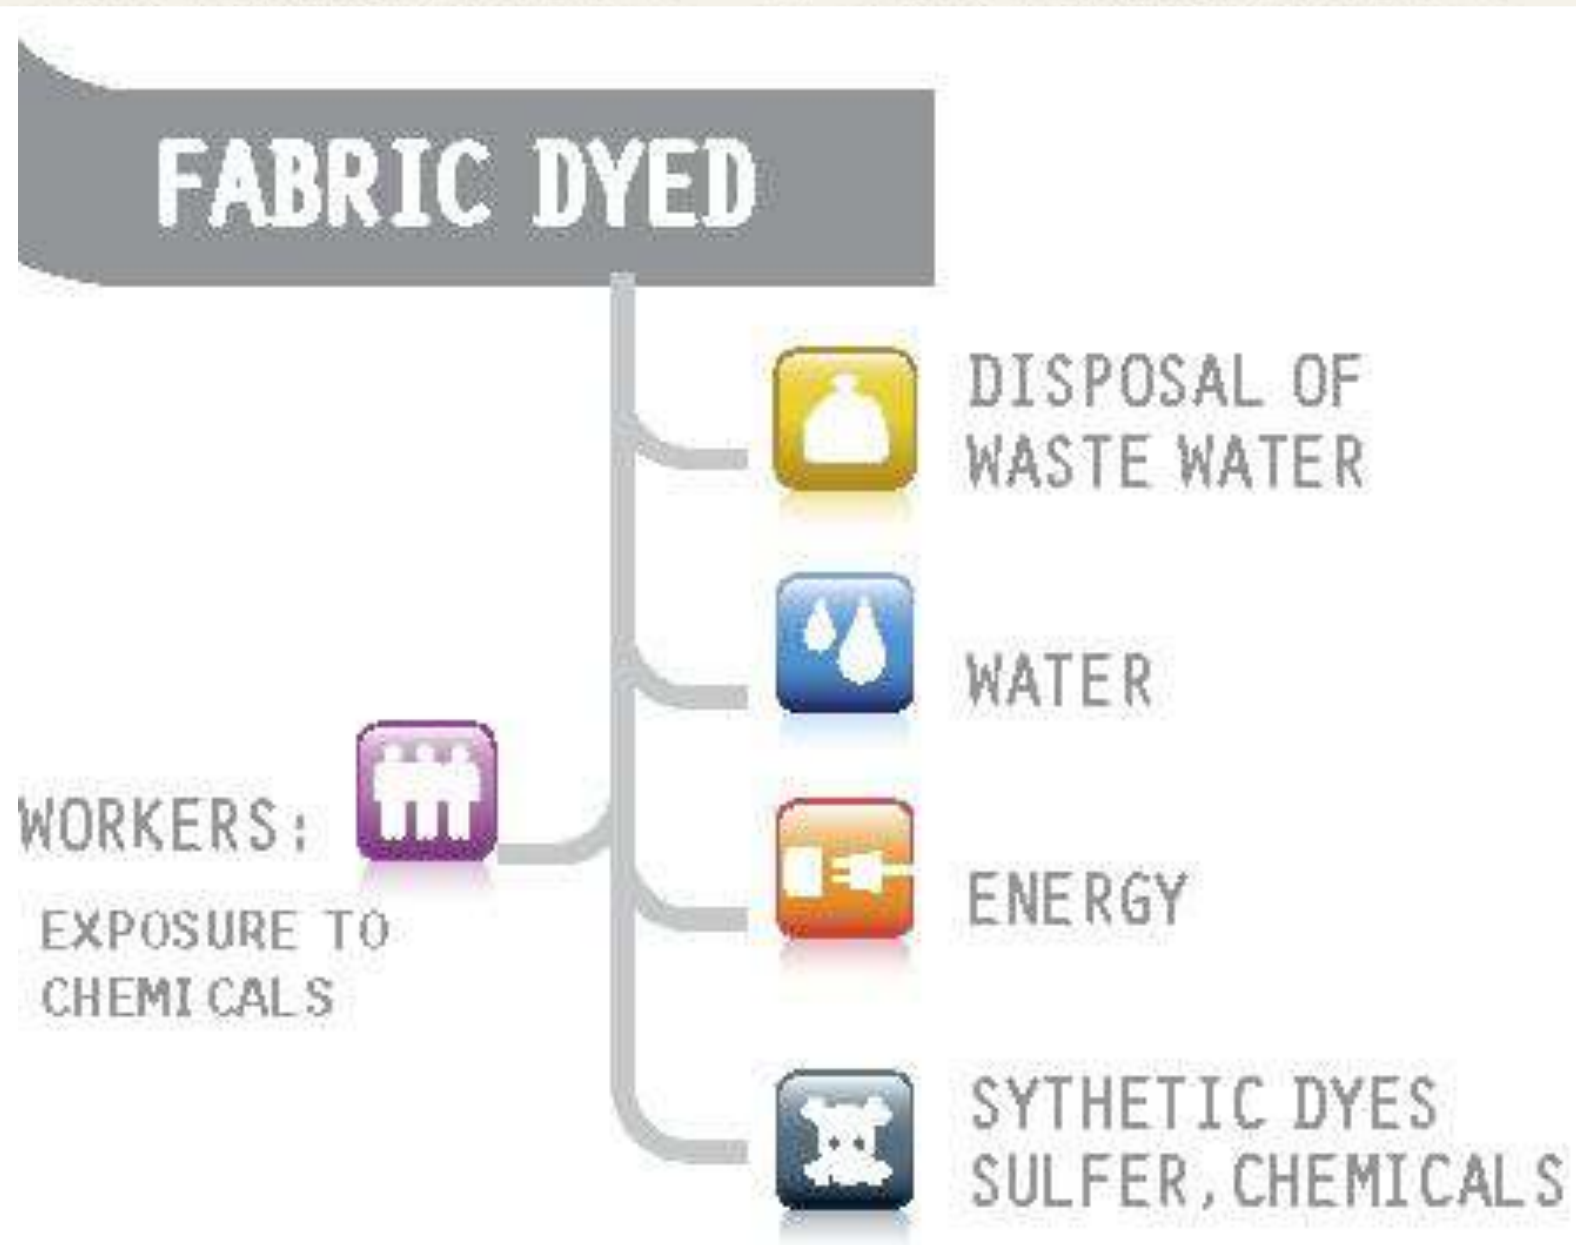 FABRIC DYED
DISPOSAL OF
WASTE WATER
WATER
WORKERS:
EXPOSURE TO
CHEMICALS
ENERGY
SYTHETIC DYES
SULFER, CHEMICALS